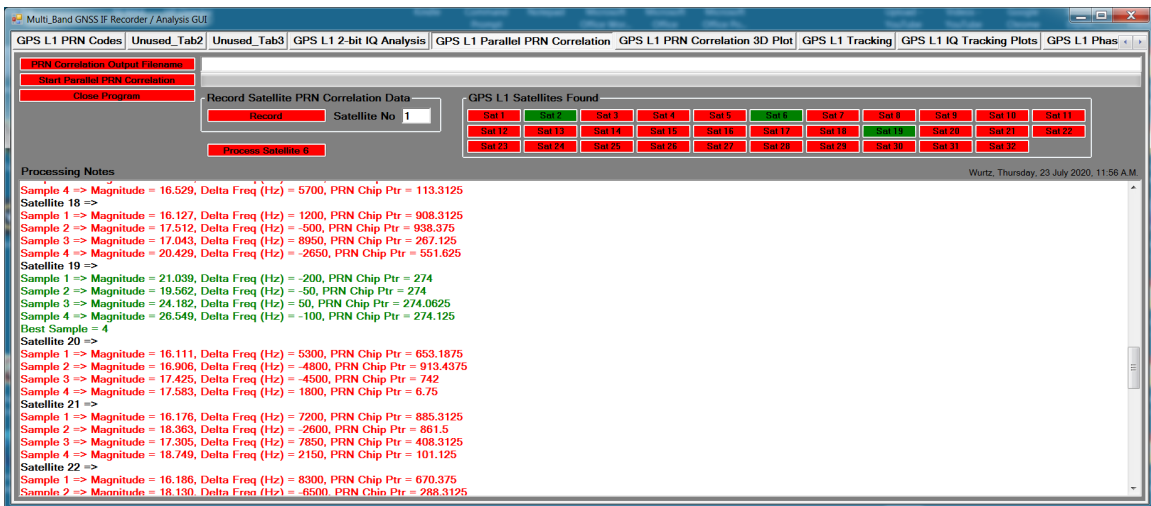 Multi_Band GNSS IF Recorder / Analysis GUI
GPS L1 PRN Codes Unused_Tab2 Unused_Tab3 GPS L1 2-bit IQ Analysis GPS L1 Parallel PRN Correlation GPS L1 PRN Correlation 3D Plot GPS L1 Tracking GPS L1 IQ Tracking Plots GPS L1 Phas
PRN Correlation Output Filename
Start Parallel PRN Correlation
Close Program
Record Satellite PRN Correlation Data
Record Satellite No 1
Process Satellite 6
GPS L1 Satellites Found
Sat 1 Sat 2 Sat 3 Sat 4 Sat 5 Sat 6 Sat 7 Sat 8 Sat 9 Sat 10 Sat 11
Sat 12 Sat 13 Sat 14 Sat 15 Sat 16 Sat 17 Sat 18 Sat 19 Sat 20 Sat 21 Sat 22
Sat 23 Sat 24 Sat 25 Sat 26 Sat 27 Sat 28 Sat 29 Sat 30 Sat 31 Sat 32
Processing Notes
Wurtz, Thursday, 23 July 2020, 11:56 A.M.
Sample 4 => Magnitude = 16.529, Delta Freq (Hz) = 5700, PRN Chip Ptr = 113.3125
Satellite 18 =>
Sample 1 => Magnitude = 16.127, Delta Freq (Hz) = 1200, PRN Chip Ptr = 908.3125
Sample 2 => Magnitude = 17.512, Delta Freq (Hz) = -500, PRN Chip Ptr = 938.375
Sample 3 => Magnitude = 17.043, Delta Freq (Hz) = 8950, PRN Chip Ptr = 267.125
Sample 4 => Magnitude = 20.429, Delta Freq (Hz) = -2650, PRN Chip Ptr = 551.625
Satellite 19 =>
Sample 1 => Magnitude = 21.039, Delta Freq (Hz) = -200, PRN Chip Ptr = 274
Sample 2 => Magnitude = 19.562, Delta Freq (Hz) = -50, PRN Chip Ptr = 274
Sample 3 => Magnitude = 24.182, Delta Freq (Hz) = 50, PRN Chip Ptr = 274.0625
Sample 4 => Magnitude = 26.549, Delta Freq (Hz) = -100, PRN Chip Ptr = 274.125
Best Sample = 4
Satellite 20 =>
Sample 1 => Magnitude = 16.111, Delta Freq (Hz) = 5300, PRN Chip Ptr = 653.1875
Sample 2 => Magnitude = 16.906, Delta Freq (Hz) = -4800, PRN Chip Ptr = 913.4375
Sample 3 => Magnitude = 17.425, Delta Freq (Hz) = -4500, PRN Chip Ptr = 742
Sample 4 => Magnitude = 17.583, Delta Freq (Hz) = 1800, PRN Chip Ptr = 6.75
Satellite 21 =>
Sample 1 => Magnitude = 16.176, Delta Freq (Hz) = 7200, PRN Chip Ptr = 885.3125
Sample 2 => Magnitude = 18.363, Delta Freq (Hz) = -2600, PRN Chip Ptr = 861.5
Sample 3 => Magnitude = 17.305, Delta Freq (Hz) = 7850, PRN Chip Ptr = 408.3125
Sample 4 => Magnitude = 18.749, Delta Freq (Hz) = 2150, PRN Chip Ptr = 101.125
Satellite 22 =>
Sample 1 => Magnitude = 16.186, Delta Freq (Hz) = 8300, PRN Chip Ptr = 670.375
Sample 2 => Magnitude = 18.130, Delta Freq (Hz) = -6500, PRN Chip Ptr = 288.3125